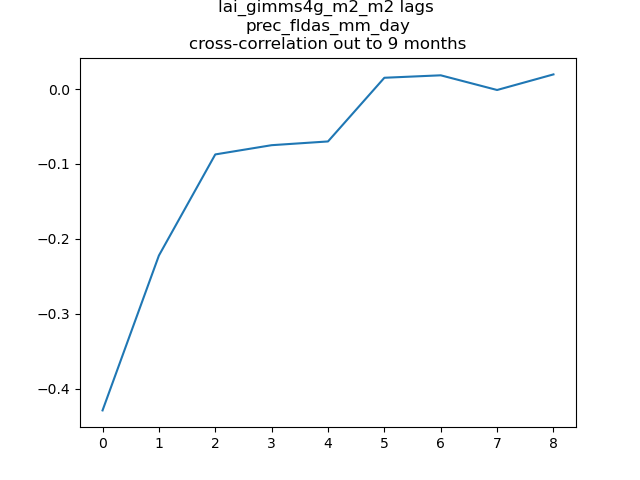 lai_gimms4g_m2_m2 lags
prec_fldas_mm_day
cross-correlation out to 9 months
0.0
−0.1
−0.2
−0.3
−0.4
0 1 2 3 4 5 6 7 8